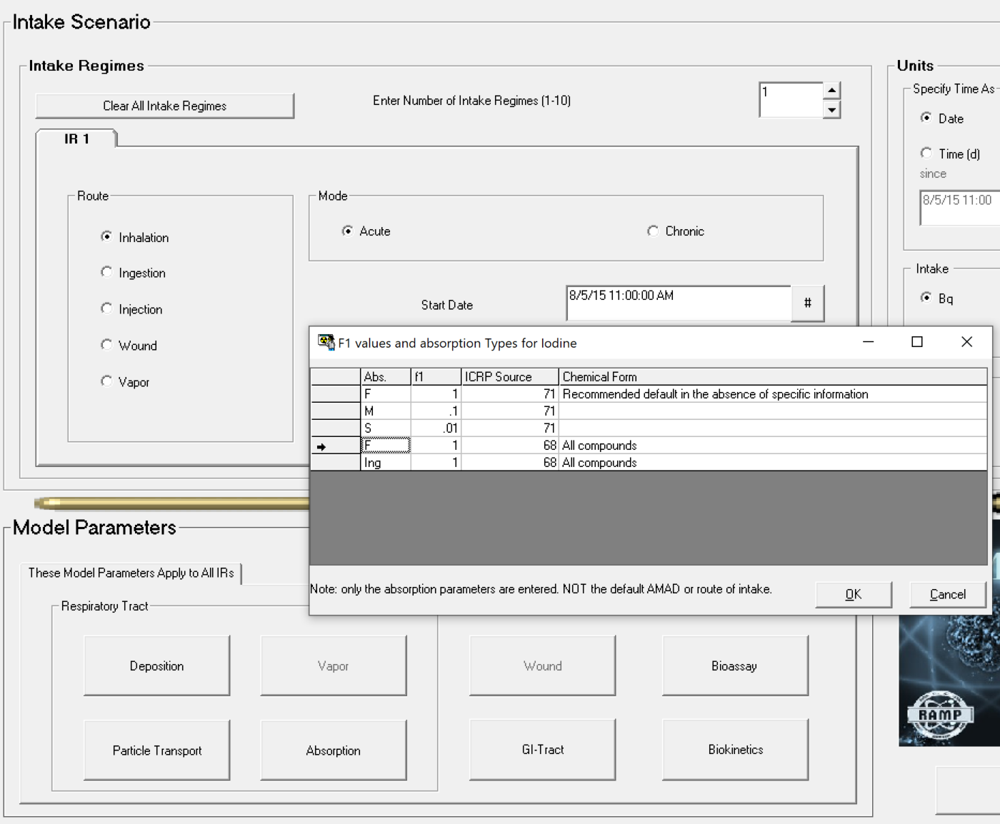 Intake Scenario
Intake Regimes
Clear All Intake Regimes
Enter Number of Intake Regimes (1-10)
1
IR 1
Route
Inhalation
Ingestion
Injection
Wound
Vapor
Mode
Acute
Chronic
Start Date
8/5/15 11:00:00 AM
#
Units
Specify Time As
Date
Time (d)
since
8/5/15 11:00
Intake
Bq
F1 values and absorption Types for Iodine
Abs. f1 ICRP Source Chemical Form
F 1 71 Recommended default in the absence of specific information
M .1 71
S .01 71
F 1 68 All compounds
Ing 1 68 All compounds
Note: only the absorption parameters are entered. NOT the default AMAD or route of intake.
OK
Cancel
Model Parameters
These Model Parameters Apply to All IRs
Respiratory Tract
Deposition
Vapor
Wound
Bioassay
Particle Transport
Absorption
GI-Tract
Biokinetics
RAMP